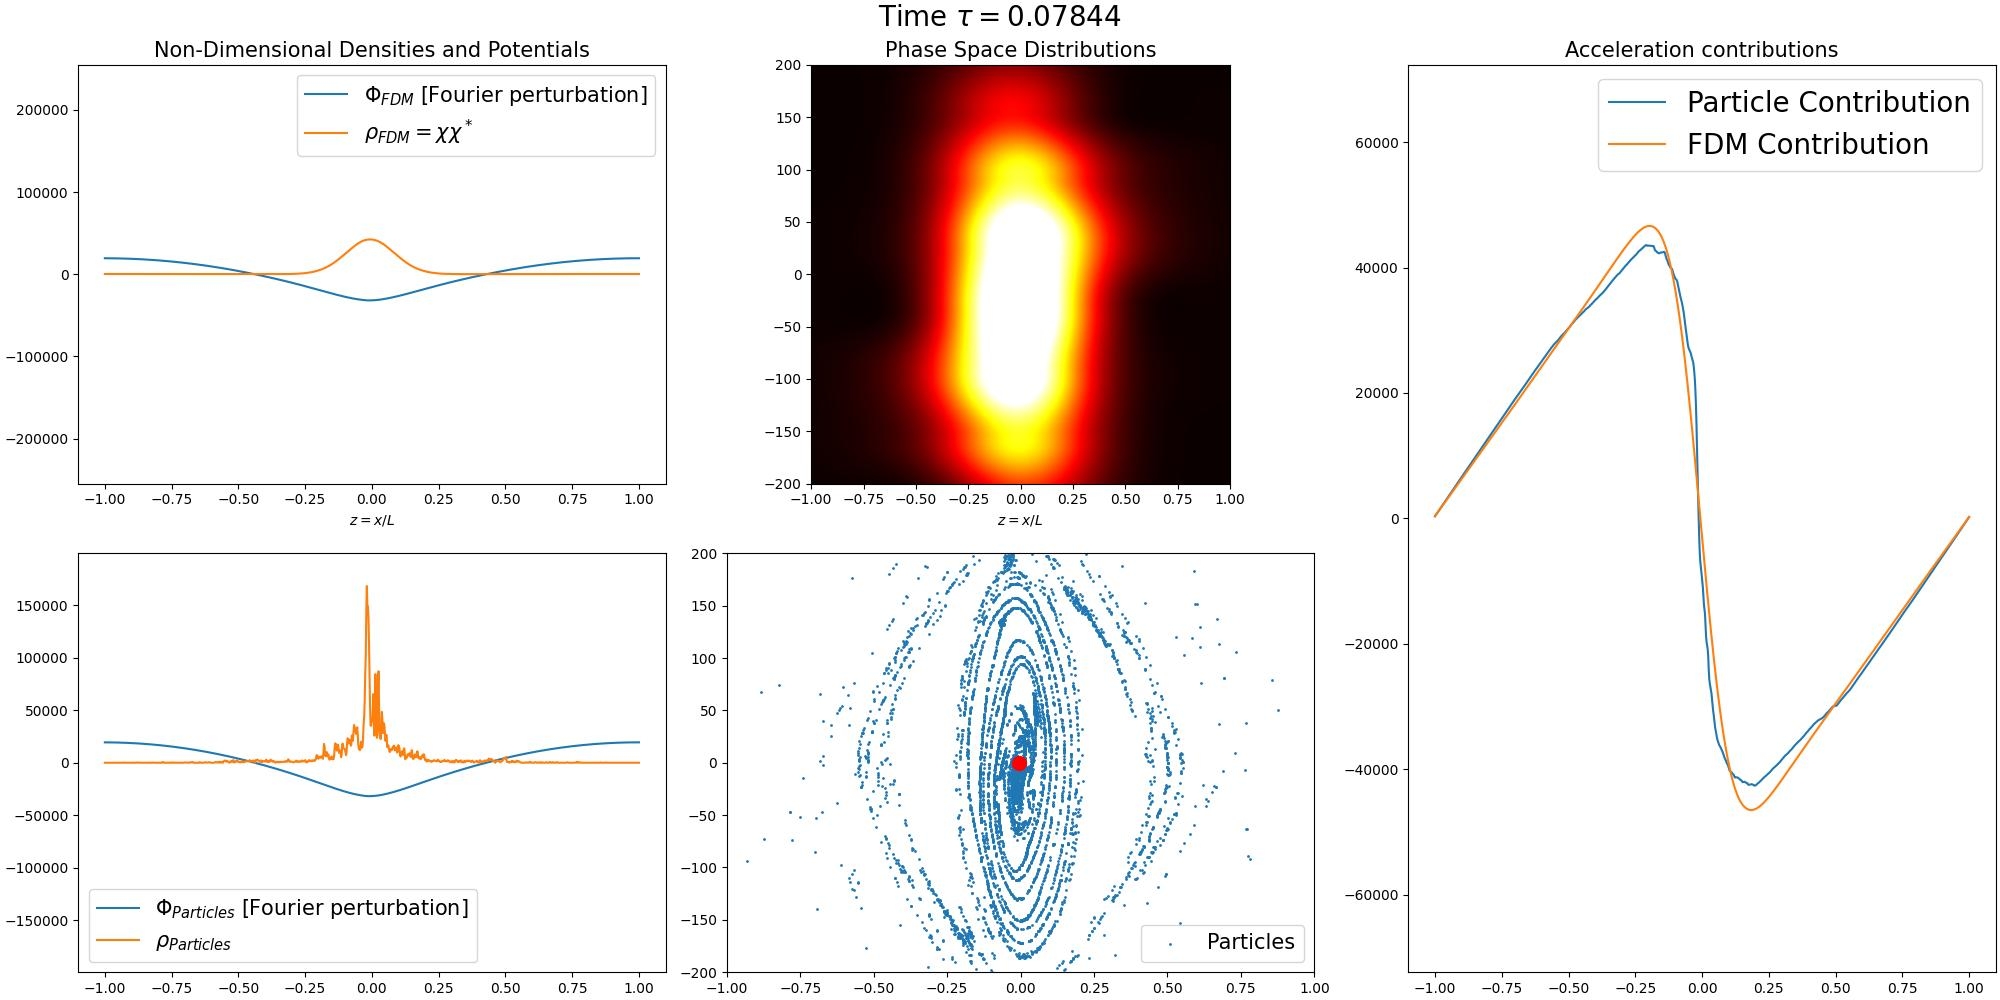 Time τ = 0.07844
Non-Dimensional Densities and Potentials
Φ_FDM [Fourier perturbation]
ρ_FDM = χχ*
200000
100000
0
−100000
−200000
−1.00 −0.75 −0.50 −0.25 0.00 0.25 0.50 0.75 1.00
z = x/L
Phase Space Distributions
200
150
100
50
0
−50
−100
−150
−200
−1.00 −0.75 −0.50 −0.25 0.00 0.25 0.50 0.75 1.00
z = x/L
Acceleration contributions
Particle Contribution
FDM Contribution
60000
40000
20000
0
−20000
−40000
−60000
−1.00 −0.75 −0.50 −0.25 0.00 0.25 0.50 0.75 1.00
150000
100000
50000
0
−50000
−100000
−150000
Φ_Particles [Fourier perturbation]
ρ_Particles
−1.00 −0.75 −0.50 −0.25 0.00 0.25 0.50 0.75 1.00
200
150
100
50
0
−50
−100
−150
−200
Particles
−1.00 −0.75 −0.50 −0.25 0.00 0.25 0.50 0.75 1.00